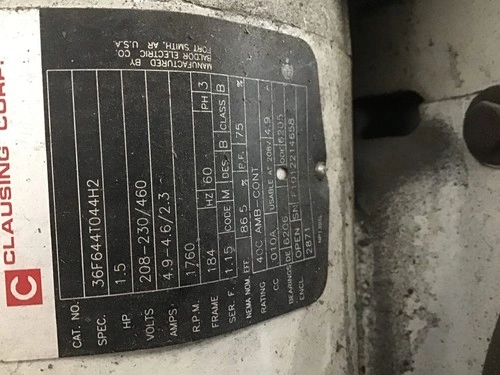 C CLAUSING CORP.
CAT. NO.
SPEC. 36F644T044H2
HP 1.5
VOLTS 208-230/460
AMPS 4.9-4.6/2.3
R.P.M. 1760
FRAME 184 HZ 60 PH 3
SER. F. 1.15 CODE M DES. B CLASS B
NEMA NOM. EFF. 86.5 % P.F. 75 %
RATING 40C AMB CONT
CC 010A USABLE AT 208V 4.9 A
BEARINGS DE 6206 ODE 6205
ENCL. OPEN SN F1012214658
2871
MANUFACTURED BY
BALDOR ELECTRIC CO.
FORT SMITH, AR U.S.A.